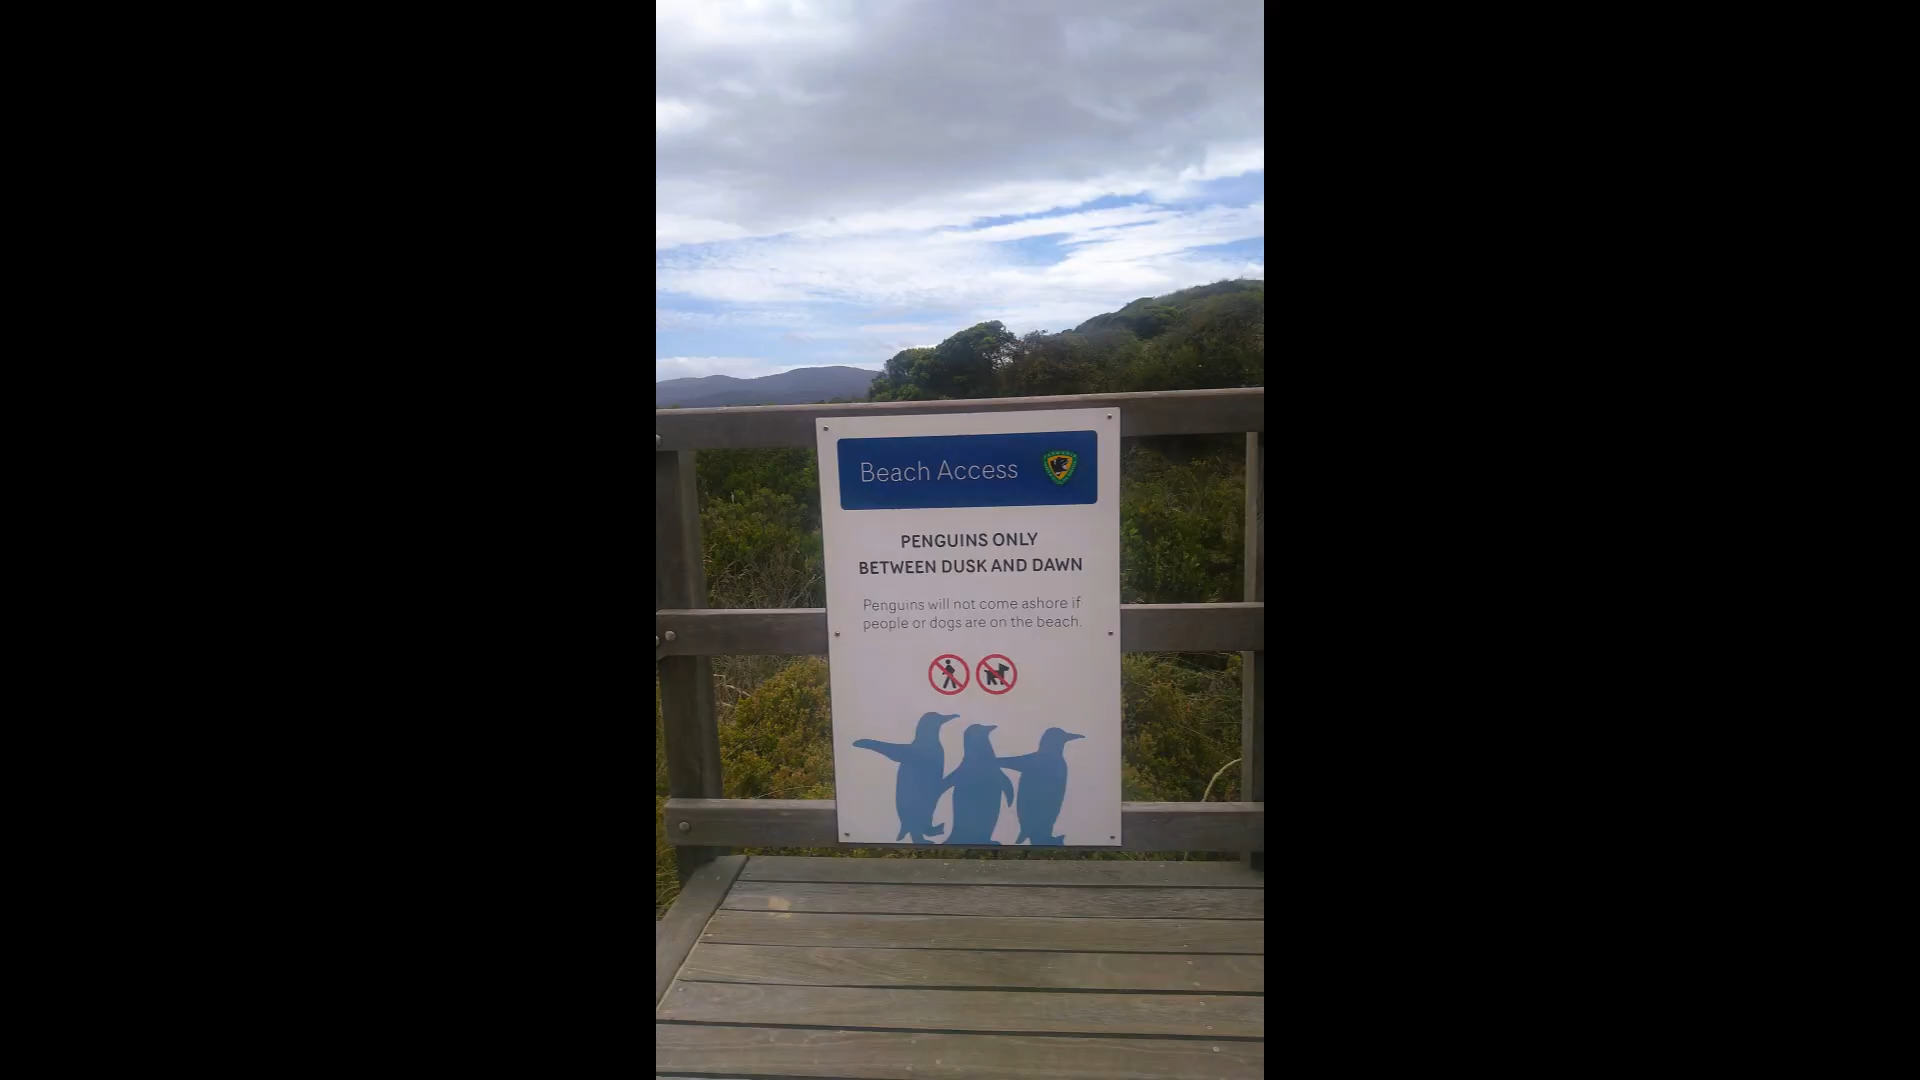 Beach Access
PENGUINS ONLY
BETWEEN DUSK AND DAWN
Penguins will not come ashore if
people or dogs are on the beach.